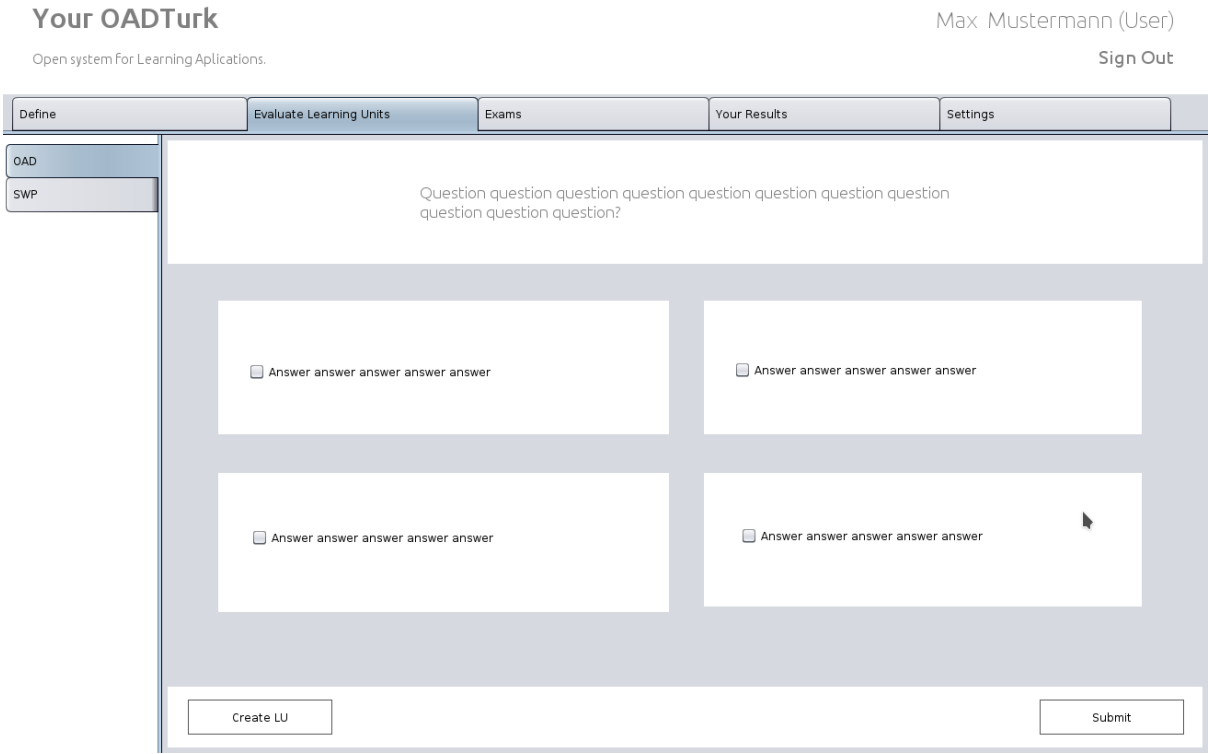 Your OADTurk
Max Mustermann (User)
Open system for Learning Aplications.
Sign Out
Define
Evaluate Learning Units
Exams
Your Results
Settings
OAD
SWP
Question question question question question question question question
question question question?
Answer answer answer answer answer
Answer answer answer answer answer
Answer answer answer answer answer
Answer answer answer answer answer
Create LU
Submit